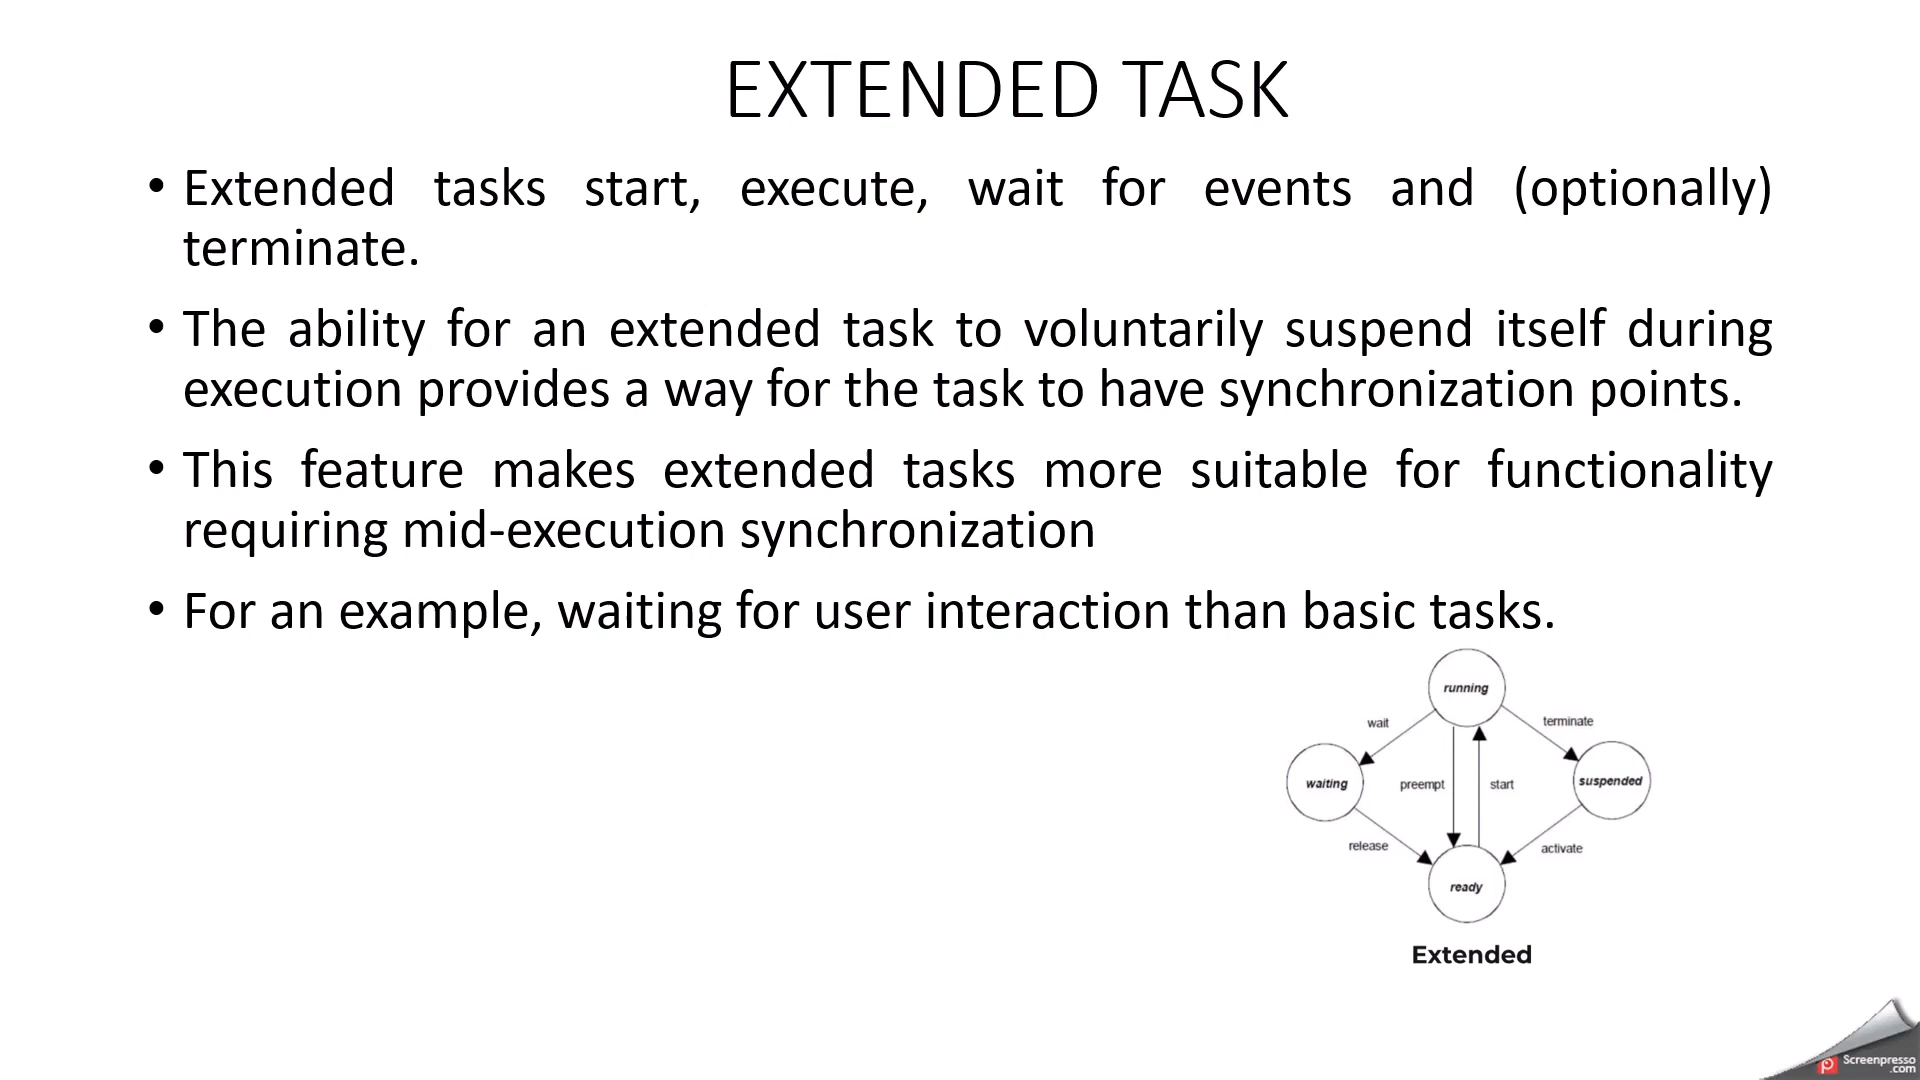 EXTENDED TASK
• Extended tasks start, execute, wait for events and (optionally)
terminate.
• The ability for an extended task to voluntarily suspend itself during
execution provides a way for the task to have synchronization points.
• This feature makes extended tasks more suitable for functionality
requiring mid-execution synchronization
• For an example, waiting for user interaction than basic tasks.
running
wait
terminate
waiting
preempt
start
suspended
release
activate
ready
Extended
Screenpresso
.com